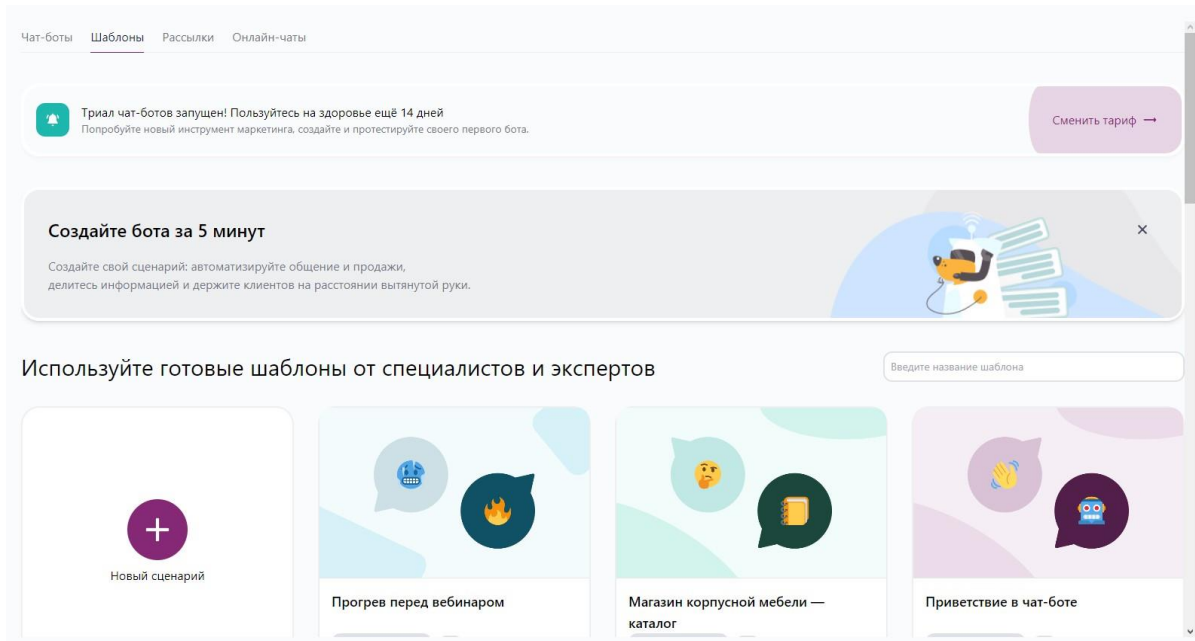 Чат-боты Шаблоны Рассылки Онлайн-чаты
Триал чат-ботов запущен! Пользуйтесь на здоровье ещё 14 дней
Попробуйте новый инструмент маркетинга, создайте и протестируйте своего первого бота.
Сменить тариф →
Создайте бота за 5 минут
Создайте свой сценарий: автоматизируйте общение и продажи,
делитесь информацией и держите клиентов на расстоянии вытянутой руки.
Используйте готовые шаблоны от специалистов и экспертов
Введите название шаблона
Новый сценарий
Прогрев перед вебинаром
Магазин корпусной мебели —
каталог
Приветствие в чат-боте